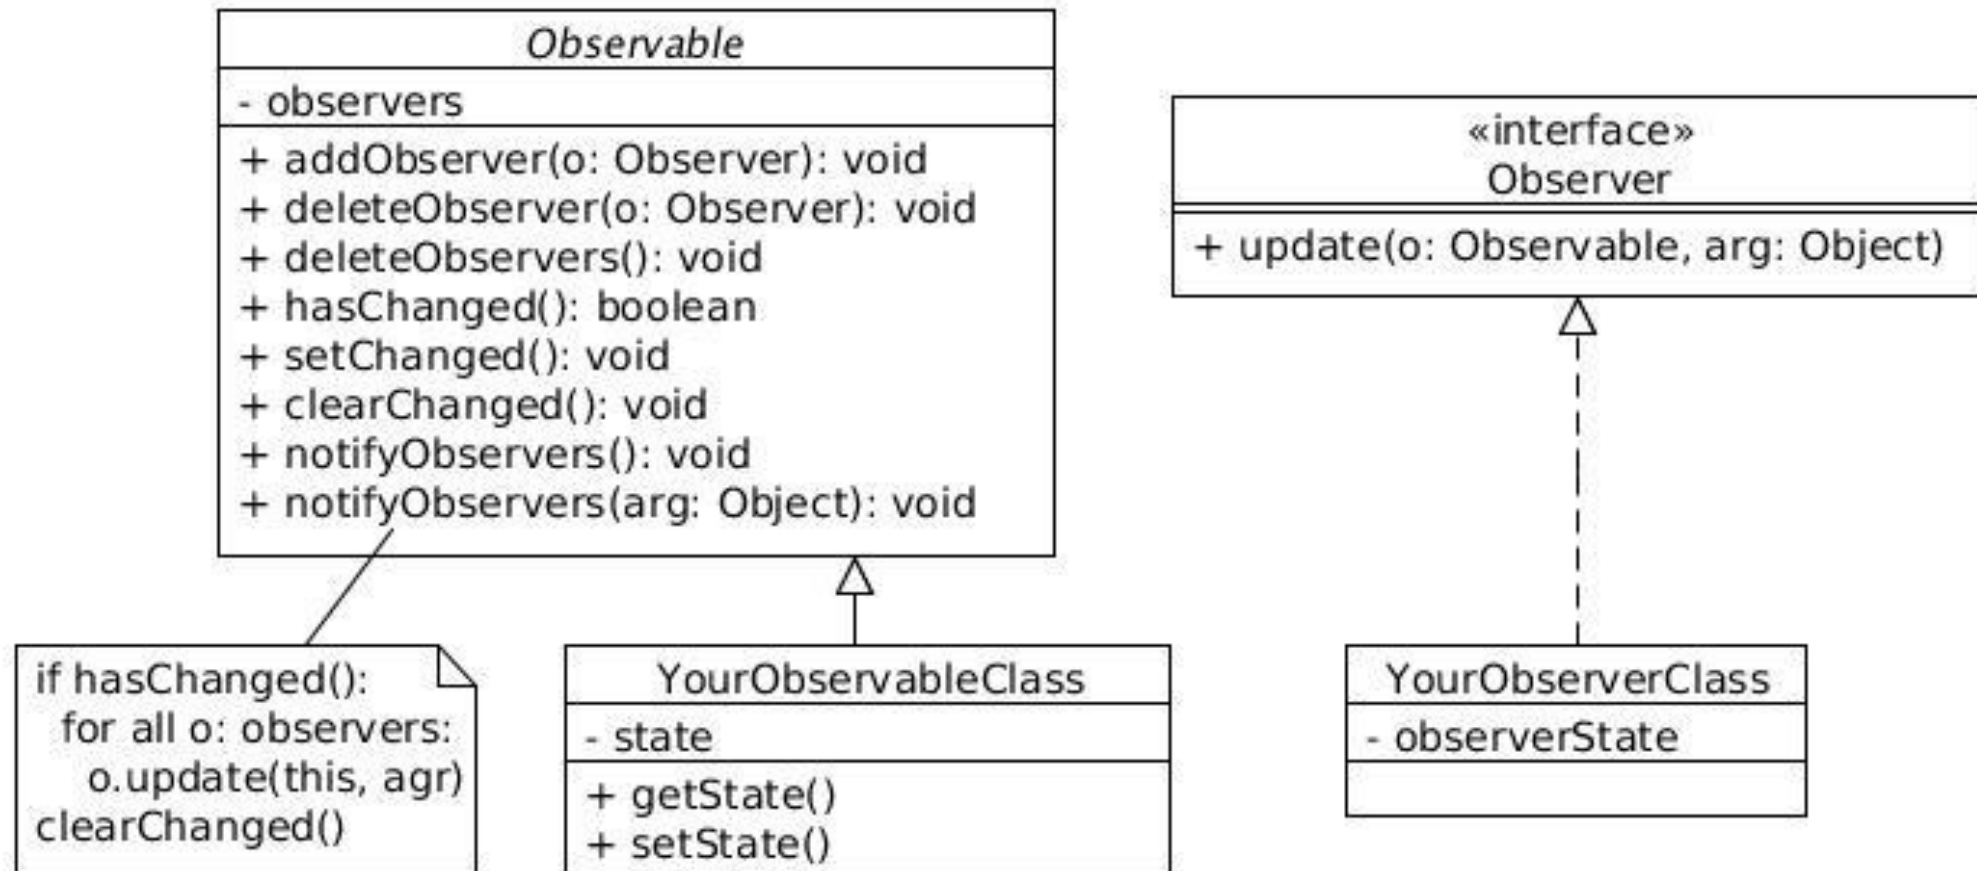 Observable
- observers
+ addObserver(o: Observer): void
+ deleteObserver(o: Observer): void
+ deleteObservers(): void
+ hasChanged(): boolean
+ setChanged(): void
+ clearChanged(): void
+ notifyObservers(): void
+ notifyObservers(arg: Object): void
«interface»
Observer
+ update(o: Observable, arg: Object)
if hasChanged():
for all o: observers:
o.update(this, agr)
clearChanged()
YourObservableClass
- state
+ getState()
+ setState()
YourObserverClass
- observerState